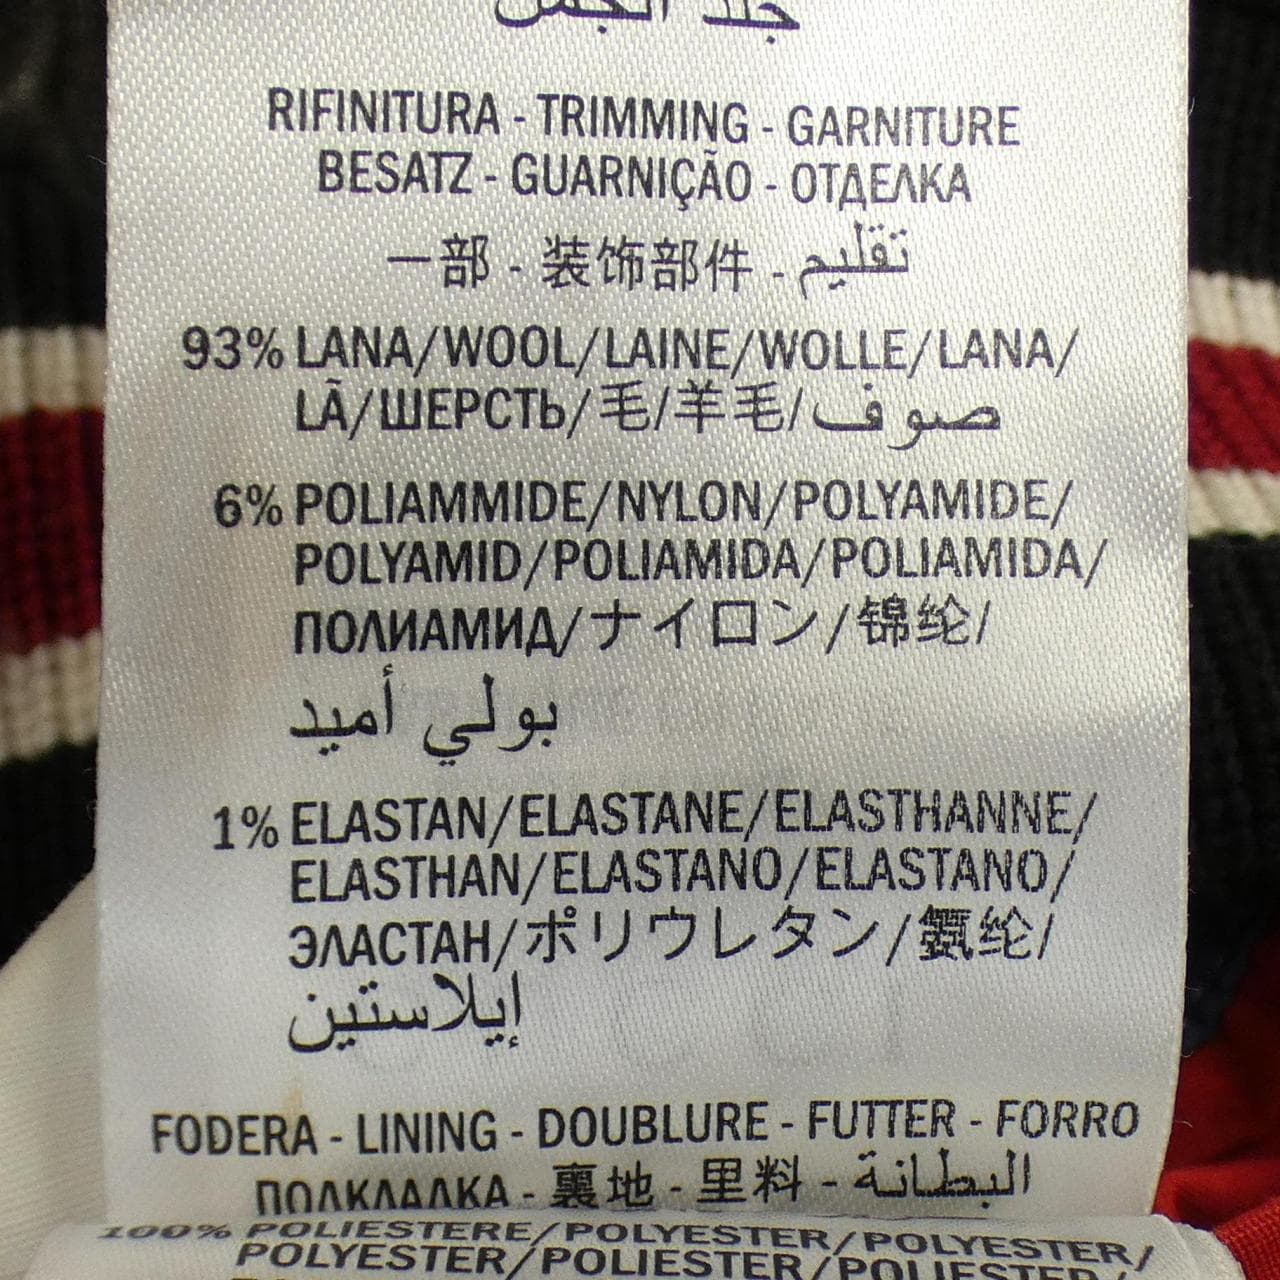 جلد الجمل
RIFINITURA - TRIMMING - GARNITURE
BESATZ - GUARNIÇÃO - ОТДЕЛКА
一部 - 装饰部件 - تقليم
93% LANA/WOOL/LAINE/WOLLE/LANA/
LÃ/ШЕРСТЬ/毛/羊毛/صوف
6% POLIAMMIDE/NYLON/POLYAMIDE/
POLYAMID/POLIAMIDA/POLIAMIDA/
ПОЛИАМИД/ナイロン/锦纶/
بولي أميد
1% ELASTAN/ELASTANE/ELASTHANNE/
ELASTHAN/ELASTANO/ELASTANO/
ЭЛАСТАН/ポリウレタン/氨纶/
إيلاستين
FODERA - LINING - DOUBLURE - FUTTER - FORRO
ПОДКЛАДКА - 裏地 - 里料 - البطانة
100% POLIESTERE/POLYESTER/POLYESTER/
POLYESTER/POLIESTER/POLIESTER